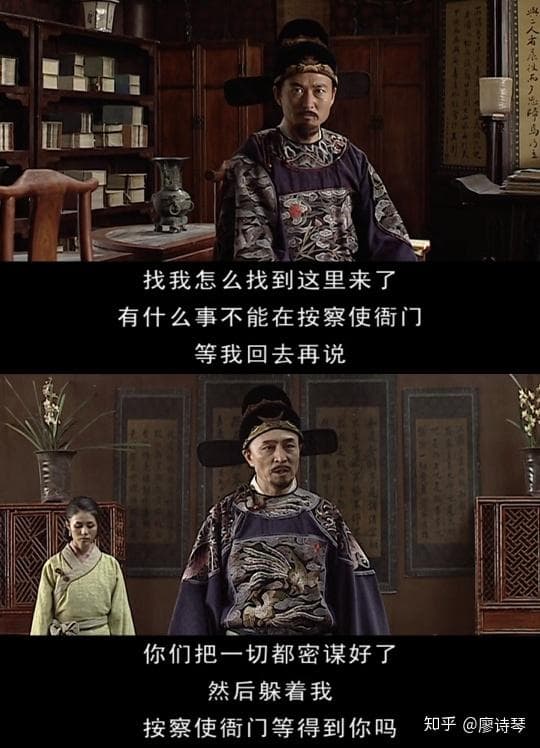 找我怎么找到这里来了
有什么事不能在按察使衙门
等我回去再说
你们把一切都密谋好了
然后躲着我
按察使衙门等得到你吗
知乎 @廖诗琴